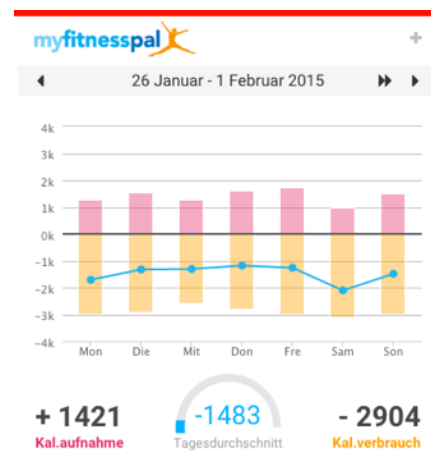 myfitnesspal
+
26 Januar - 1 Februar 2015
4k
3k
2k
1k
0k
-1k
-2k
-3k
-4k
Mon Die Mit Don Fre Sam Son
+ 1421 -1483 - 2904
Kal.aufnahme Tagesdurchschnitt Kal.verbrauch